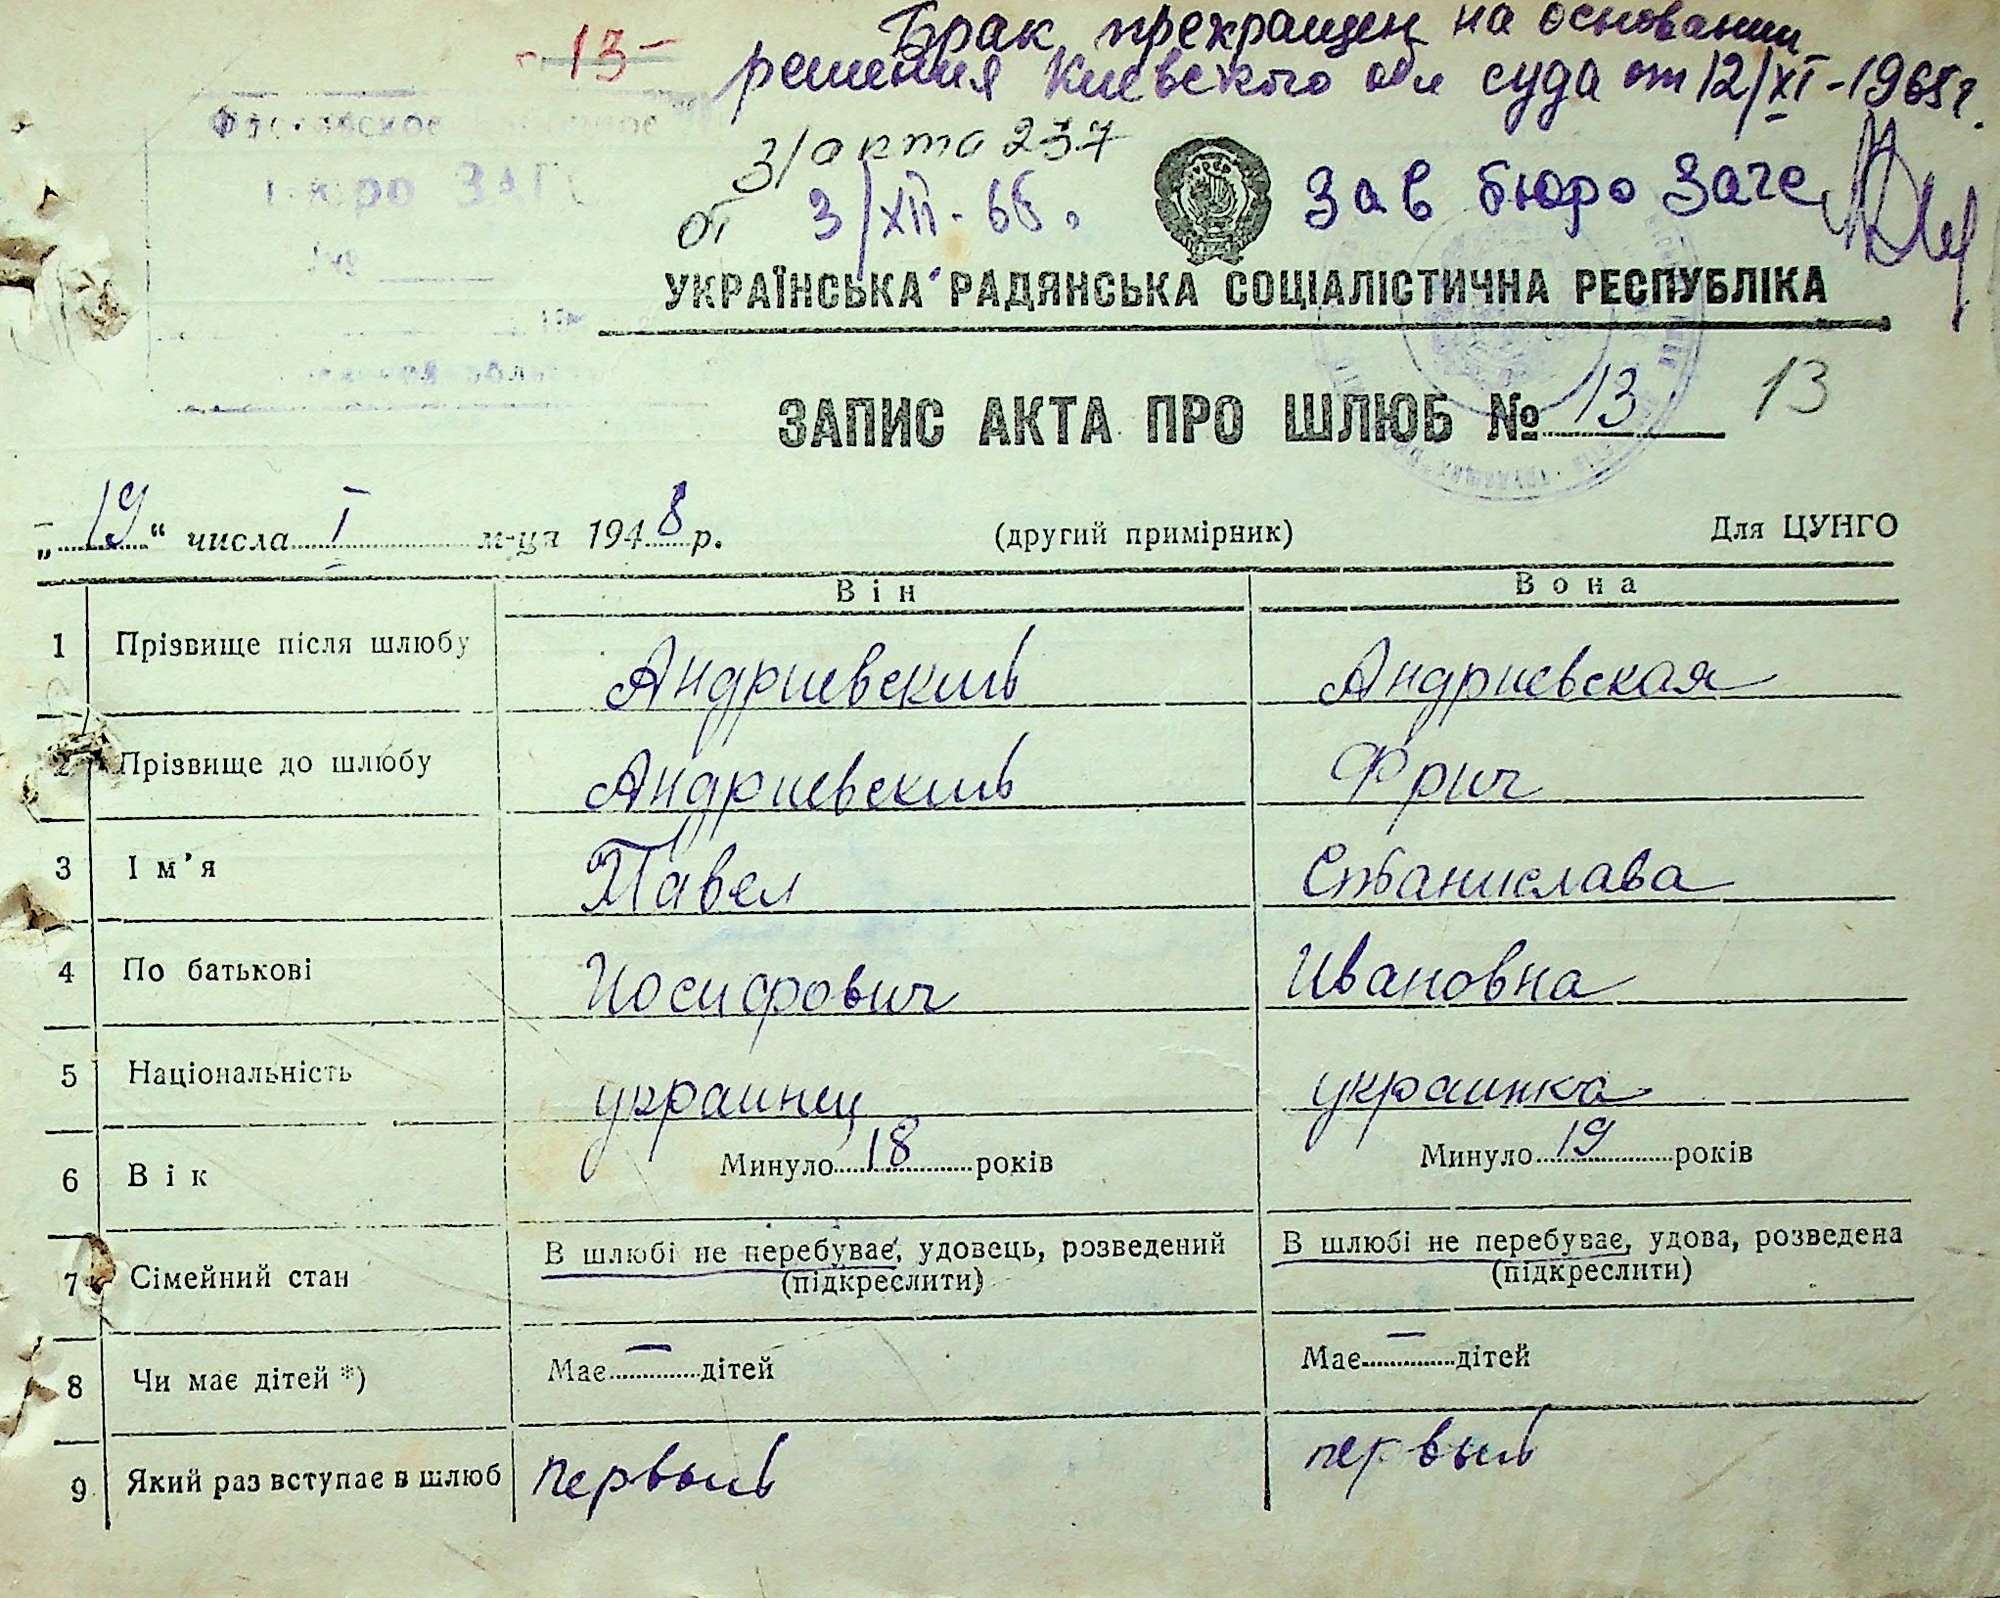 - 13 -
Брак прекращен на основании
решения Киевского обл суда от 12/XI-1965г.
З/акта 237
от 3/XII-66г.
Зав бюро Загс
бюро ЗАГС
УКРАЇНСЬКА РАДЯНСЬКА СОЦІАЛІСТИЧНА РЕСПУБЛІКА
ЗАПИС АКТА ПРО ШЛЮБ № 13 13
„19“ числа I м-ця 1948 р. (другий примірник) Для ЦУНГО
Він Вона
1 Прізвище після шлюбу Андриевский Андриевская
2 Прізвище до шлюбу Андриевский Фрич
3 Ім’я Павел Станислава
4 По батькові Иосифович Ивановна
5 Національність украинец украинка
6 Вік Минуло 18 років Минуло 19 років
7 Сімейний стан В шлюбі не перебуває, удовець, розведений В шлюбі не перебуває, удова, розведена
(підкреслити) (підкреслити)
8 Чи має дітей *) Має — дітей Має — дітей
9 Який раз вступає в шлюб первый первый